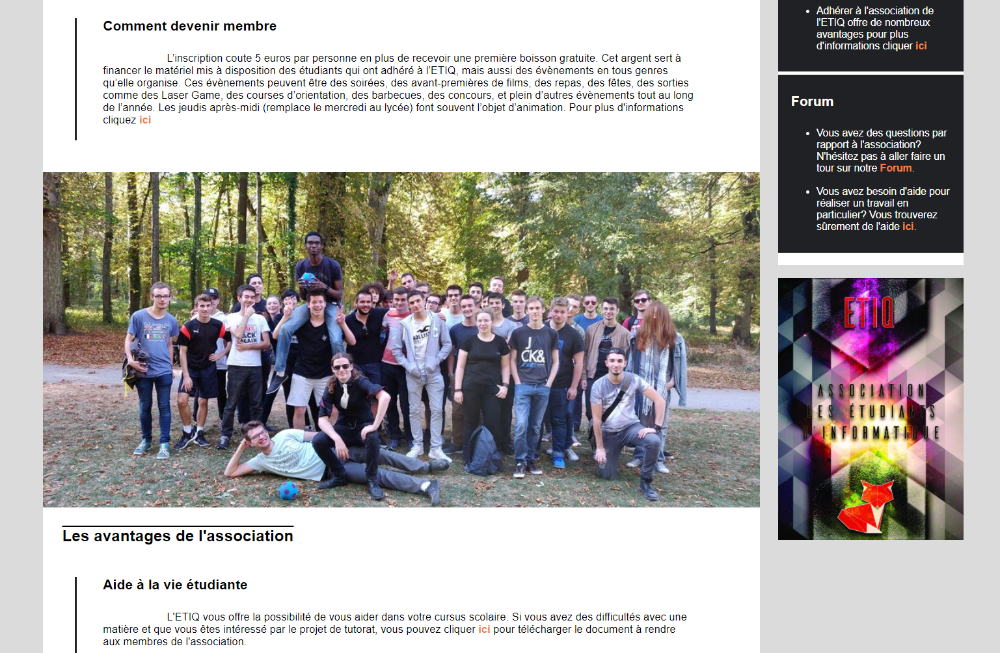 Comment devenir membre
L’inscription coute 5 euros par personne en plus de recevoir une première boisson gratuite. Cet argent sert à
financer le matériel mis à disposition des étudiants qui ont adhéré à l’ETIQ, mais aussi des évènements en tous genres
qu’elle organise. Ces évènements peuvent être des soirées, des avant-premières de films, des repas, des fêtes, des sorties
comme des Laser Game, des courses d’orientation, des barbecues, des concours, et plein d’autres évènements tout au long
de l’année. Les jeudis après-midi (remplace le mercredi au lycée) font souvent l’objet d’animation. Pour plus d'informations
cliquez ici
HOLLISTER
BACK
AGAIN
J
CK&
JONES
Les avantages de l'association
Aide à la vie étudiante
L'ETIQ vous offre la possibilité de vous aider dans votre cursus scolaire. Si vous avez des difficultés avec une
matière et que vous êtes intéressé par le projet de tutorat, vous pouvez cliquer ici pour télécharger le document à rendre
aux membres de l'association.
• Adhérer à l'association de
l'ETIQ offre de nombreux
avantages pour plus
d'informations cliquer ici
Forum
• Vous avez des questions par
rapport à l'association?
N'hésitez pas à aller faire un
tour sur notre Forum.
• Vous avez besoin d'aide pour
réaliser un travail en
particulier? Vous trouverez
sûrement de l'aide ici.
ETIQ
ASSOCIATION
DES ÉTUDIANTS
D'INFORMATIQUE